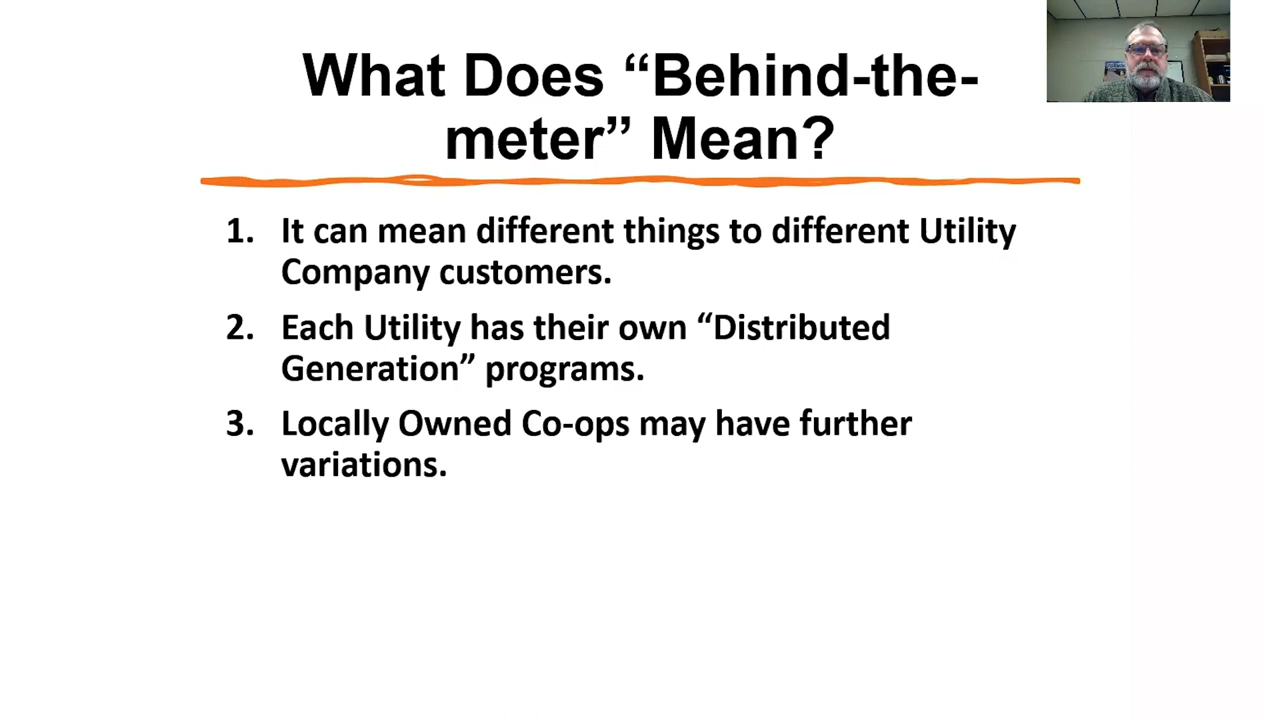 What Does “Behind-the-
meter” Mean?
1. It can mean different things to different Utility
Company customers.
2. Each Utility has their own “Distributed
Generation” programs.
3. Locally Owned Co-ops may have further
variations.